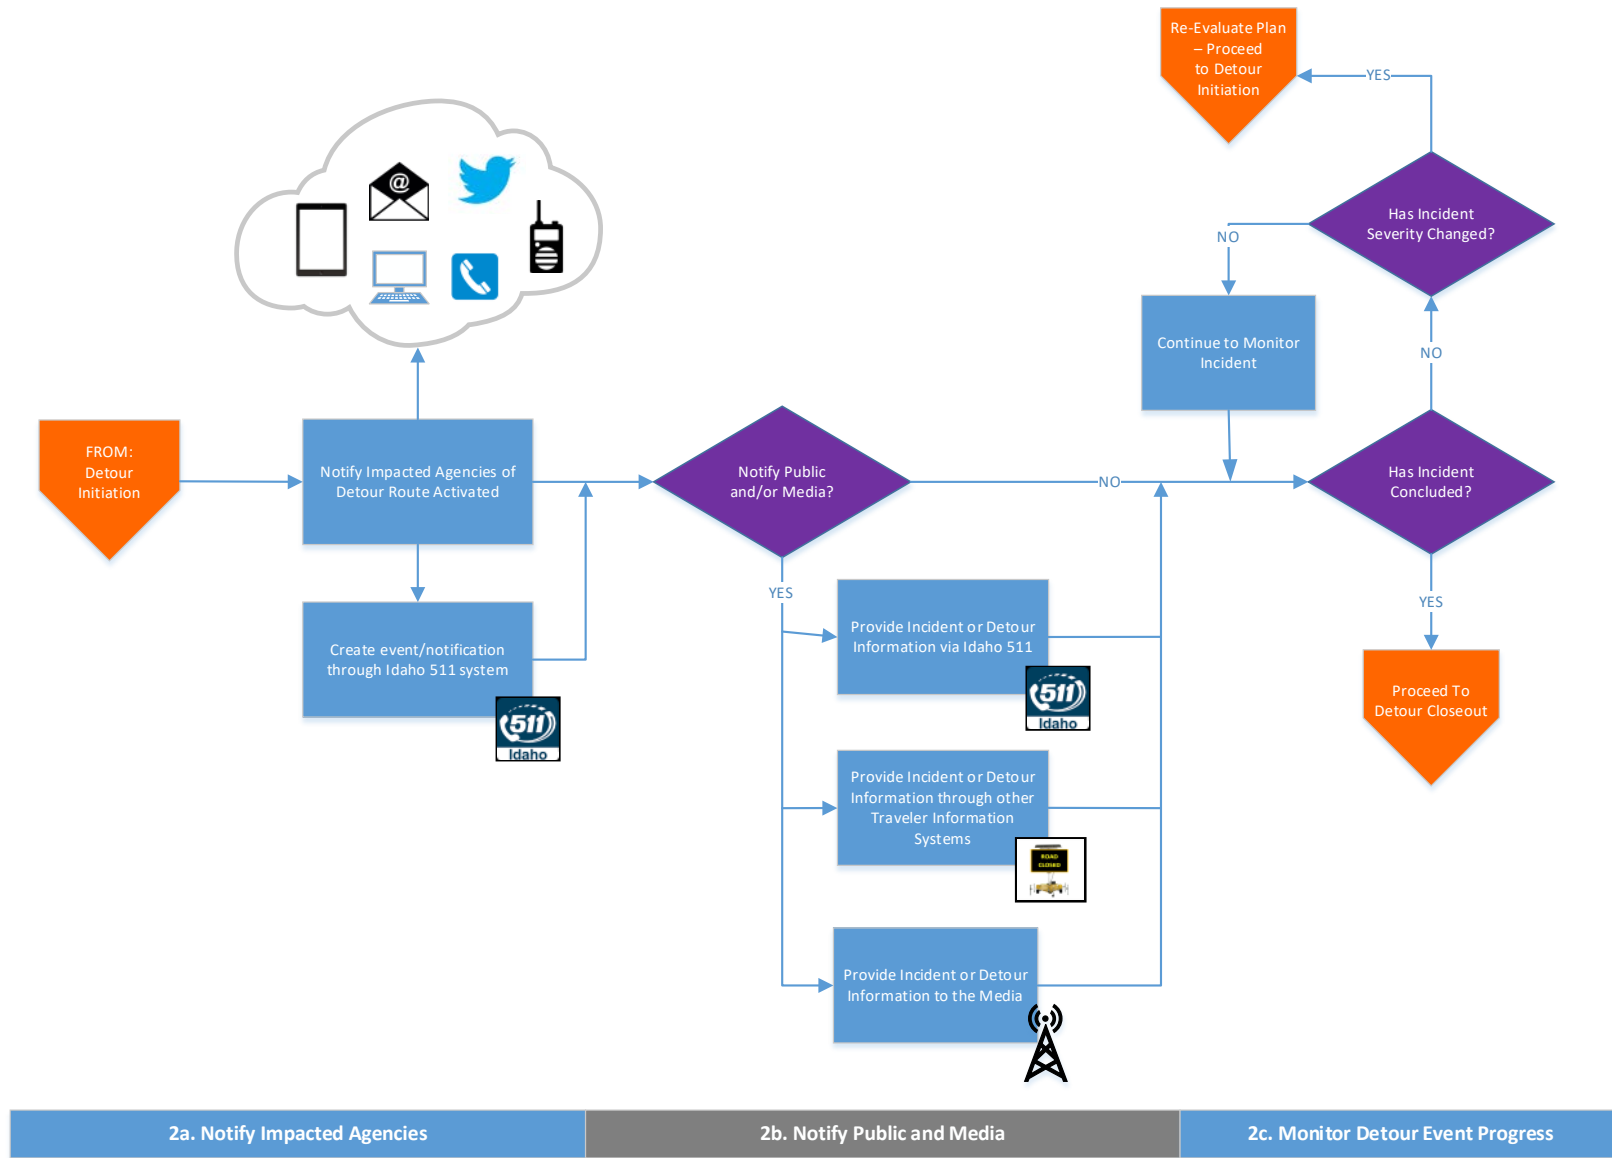 Re-Evaluate Plan
– Proceed
to Detour
Initiation
YES
Has Incident
Severity Changed?
NO
@
Continue to Monitor
Incident
NO
FROM:
Detour
Initiation
Notify Impacted Agencies of
Detour Route Activated
Notify Public
and/or Media?
NO
Has Incident
Concluded?
YES
YES
Create event/notification
through Idaho 511 system
511
Idaho
Provide Incident or Detour
Information via Idaho 511
511
Idaho
Proceed To
Detour Closeout
Provide Incident or Detour
Information through other
Traveler Information
Systems
ROAD
CLOSED
Provide Incident or Detour
Information to the Media
2a. Notify Impacted Agencies
2b. Notify Public and Media
2c. Monitor Detour Event Progress